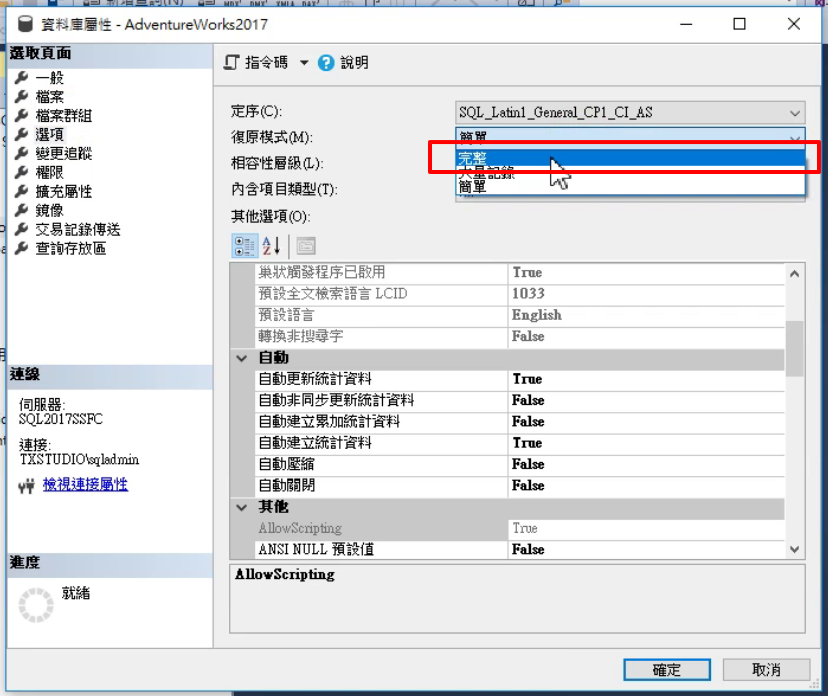 資料庫屬性 - AdventureWorks2017
選取頁面
一般
檔案
檔案群組
選項
變更追蹤
權限
擴充屬性
鏡像
交易記錄傳送
查詢存放區
指令碼 說明
定序(C): SQL_Latin1_General_CP1_CI_AS
復原模式(M): 簡單
完整
大量記錄
簡單
相容性層級(L):
內含項目類型(T):
其他選項(O):
巢狀觸發程序已啟用 True
預設全文檢索語言 LCID 1033
預設語言 English
轉換非搜尋字 False
自動
自動更新統計資料 True
自動非同步更新統計資料 False
自動建立累加統計資料 False
自動建立統計資料 True
自動壓縮 False
自動關閉 False
其他
AllowScripting True
ANSI NULL 預設值 False
AllowScripting
連線
伺服器:
SQL2017SSFC
連接:
TXSTUDIO\sqladmin
檢視連接屬性
進度
就緒
確定 取消